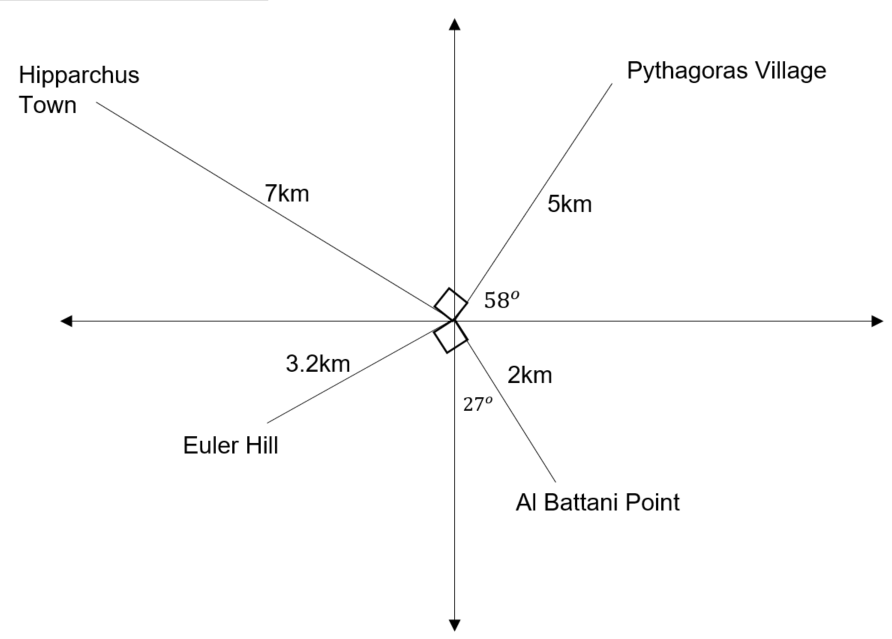 Hipparchus
Town
Pythagoras Village
7km
5km
58°
3.2km
2km
27°
Euler Hill
Al Battani Point